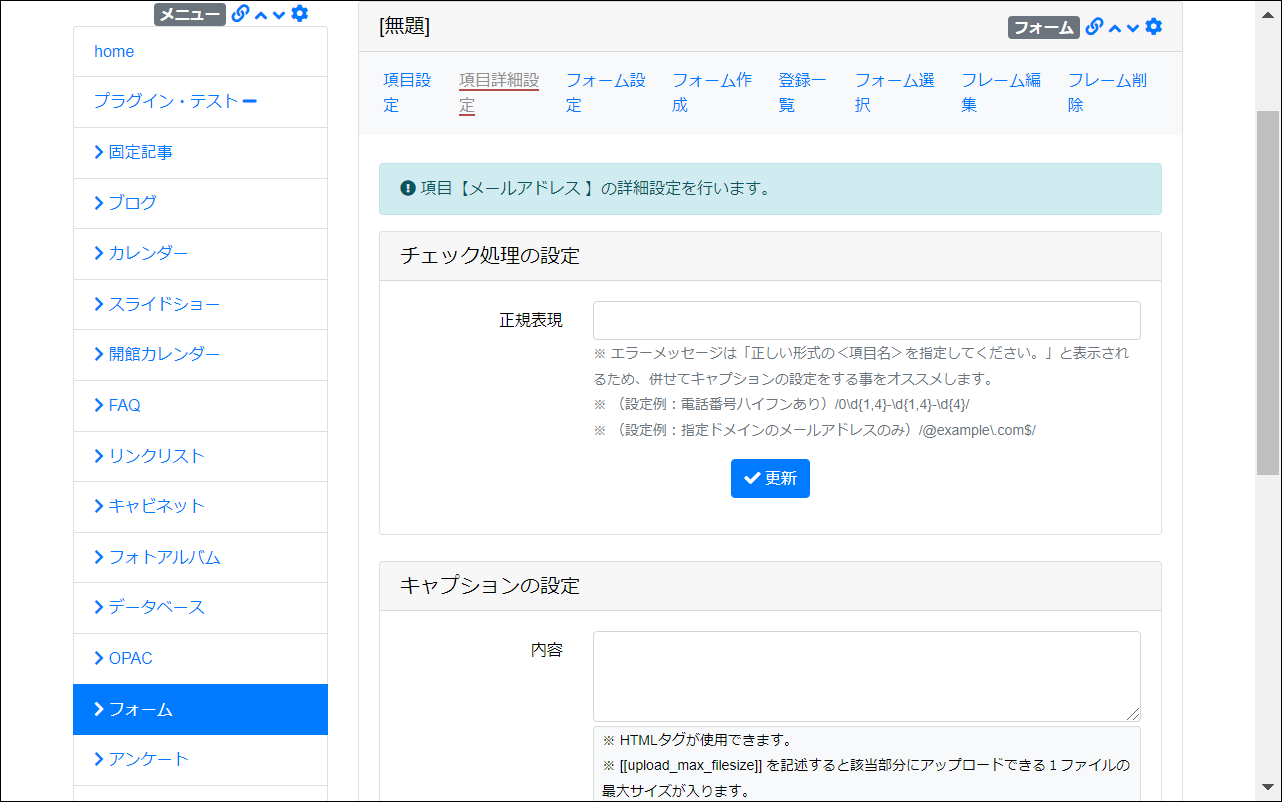 メニュー
home
プラグイン・テスト
固定記事
ブログ
カレンダー
スライドショー
開館カレンダー
FAQ
リンクリスト
キャビネット
フォトアルバム
データベース
OPAC
フォーム
アンケート
[無題]
フォーム
項目設
定
項目詳細設
定
フォーム設
定
フォーム作
成
登録一
覧
フォーム選
択
フレーム編
集
フレーム削
除
項目【メールアドレス 】の詳細設定を行います。
チェック処理の設定
正規表現
※ エラーメッセージは「正しい形式の＜項目名＞を指定してください。」と表示され
るため、併せてキャプションの設定をする事をオススメします。
※ （設定例：電話番号ハイフンあり）/0\d{1,4}-\d{1,4}-\d{4}/
※ （設定例：指定ドメインのメールアドレスのみ）/@example\.com$/
更新
キャプションの設定
内容
※ HTMLタグが使用できます。
※ [[upload_max_filesize]] を記述すると該当部分にアップロードできる１ファイルの
最大サイズが入ります。